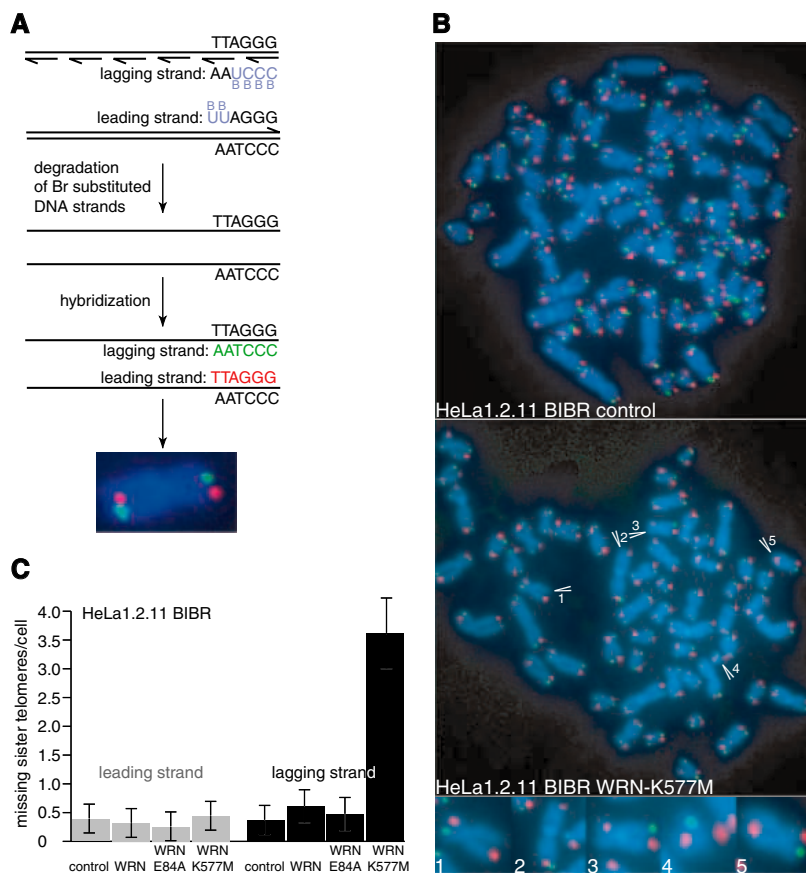 A
TTAGGG
lagging strand: AAUCCC
B B B B
B B
leading strand: UUAGGG
AATCCC
degradation
of Br substituted
DNA strands
TTAGGG
AATCCC
hybridization
TTAGGG
lagging strand: AATCCC
leading strand: TTAGGG
AATCCC
B
HeLa1.2.11 BIBR control
1
2
3
4
5
HeLa1.2.11 BIBR WRN-K577M
1 2 3 4 5
C
HeLa1.2.11 BIBR
missing sister telomeres/cell
4.0
3.5
3.0
2.5
2.0
1.5
1.0
0.5
0
leading strand
lagging strand
control WRN WRN E84A WRN K577M
control WRN WRN E84A WRN K577M